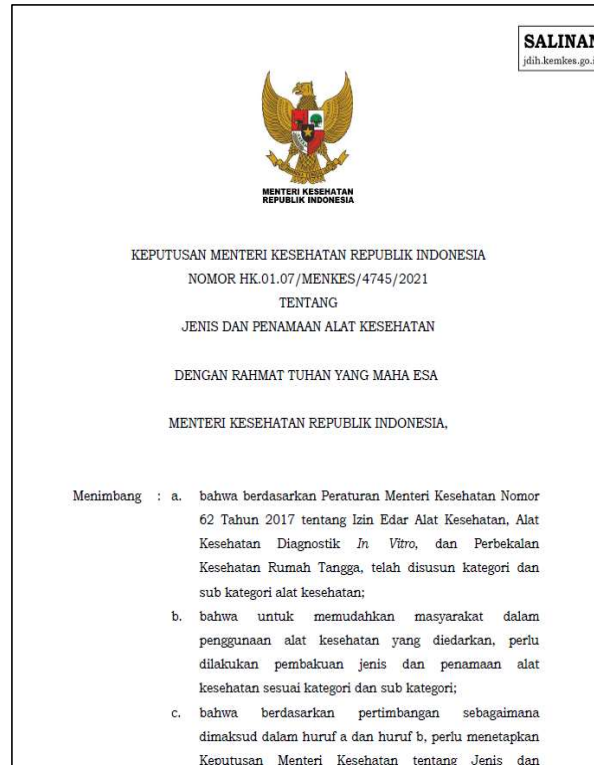 SALINAN
jdih.kemkes.go.i
MENTERI KESEHATAN
REPUBLIK INDONESIA
KEPUTUSAN MENTERI KESEHATAN REPUBLIK INDONESIA
NOMOR HK.01.07/MENKES/4745/2021
TENTANG
JENIS DAN PENAMAAN ALAT KESEHATAN
DENGAN RAHMAT TUHAN YANG MAHA ESA
MENTERI KESEHATAN REPUBLIK INDONESIA,
Menimbang : a. bahwa berdasarkan Peraturan Menteri Kesehatan Nomor
62 Tahun 2017 tentang Izin Edar Alat Kesehatan, Alat
Kesehatan Diagnostik In Vitro, dan Perbekalan
Kesehatan Rumah Tangga, telah disusun kategori dan
sub kategori alat kesehatan;
b. bahwa untuk memudahkan masyarakat dalam
penggunaan alat kesehatan yang diedarkan, perlu
dilakukan pembakuan jenis dan penamaan alat
kesehatan sesuai kategori dan sub kategori;
c. bahwa berdasarkan pertimbangan sebagaimana
dimaksud dalam huruf a dan huruf b, perlu menetapkan
Keputusan Menteri Kesehatan tentang Jenis dan